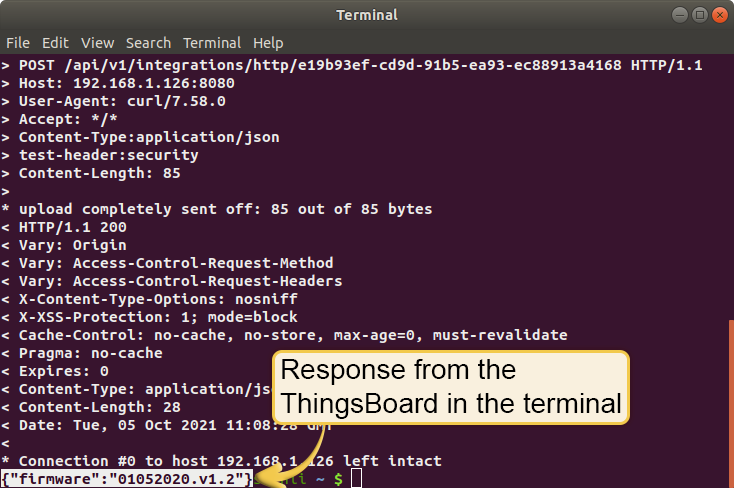 Terminal
File Edit View Search Terminal Help
> POST /api/v1/integrations/http/e19b93ef-cd9d-91b5-ea93-ec88913a4168 HTTP/1.1
> Host: 192.168.1.126:8080
> User-Agent: curl/7.58.0
> Accept: */*
> Content-Type:application/json
> test-header:security
> Content-Length: 85
>
* upload completely sent off: 85 out of 85 bytes
< HTTP/1.1 200
< Vary: Origin
< Vary: Access-Control-Request-Method
< Vary: Access-Control-Request-Headers
< X-Content-Type-Options: nosniff
< X-XSS-Protection: 1; mode=block
< Cache-Control: no-cache, no-store, max-age=0, must-revalidate
< Pragma: no-cache
< Expires: 0
< Content-Type: application/js
< Content-Length: 28
< Date: Tue, 05 Oct 2021 11:08:28 GMT
<
* Connection #0 to host 192.168.1.126 left intact
{"firmware":"01052020.v1.2"} ~ $
Response from the
ThingsBoard in the terminal